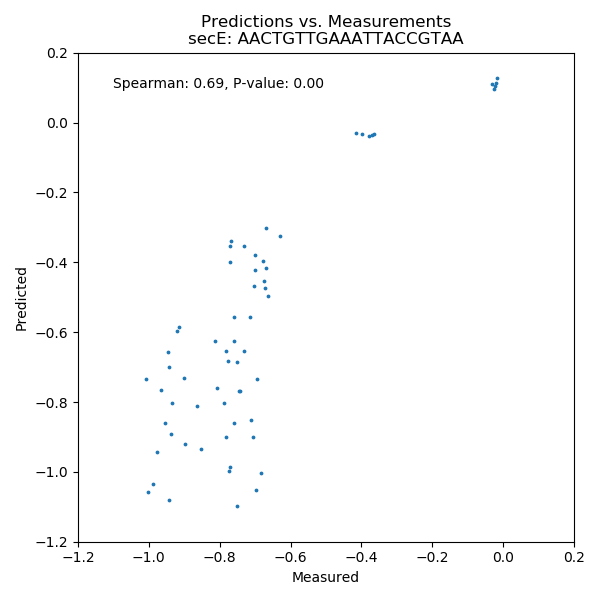 Predictions vs. Measurements
secE: AACTGTTGAAATTACCGTAA
Spearman: 0.69, P-value: 0.00
0.2
0.0
−0.2
−0.4
−0.6
−0.8
−1.0
−1.2
Predicted
−1.2 −1.0 −0.8 −0.6 −0.4 −0.2 0.0 0.2
Measured